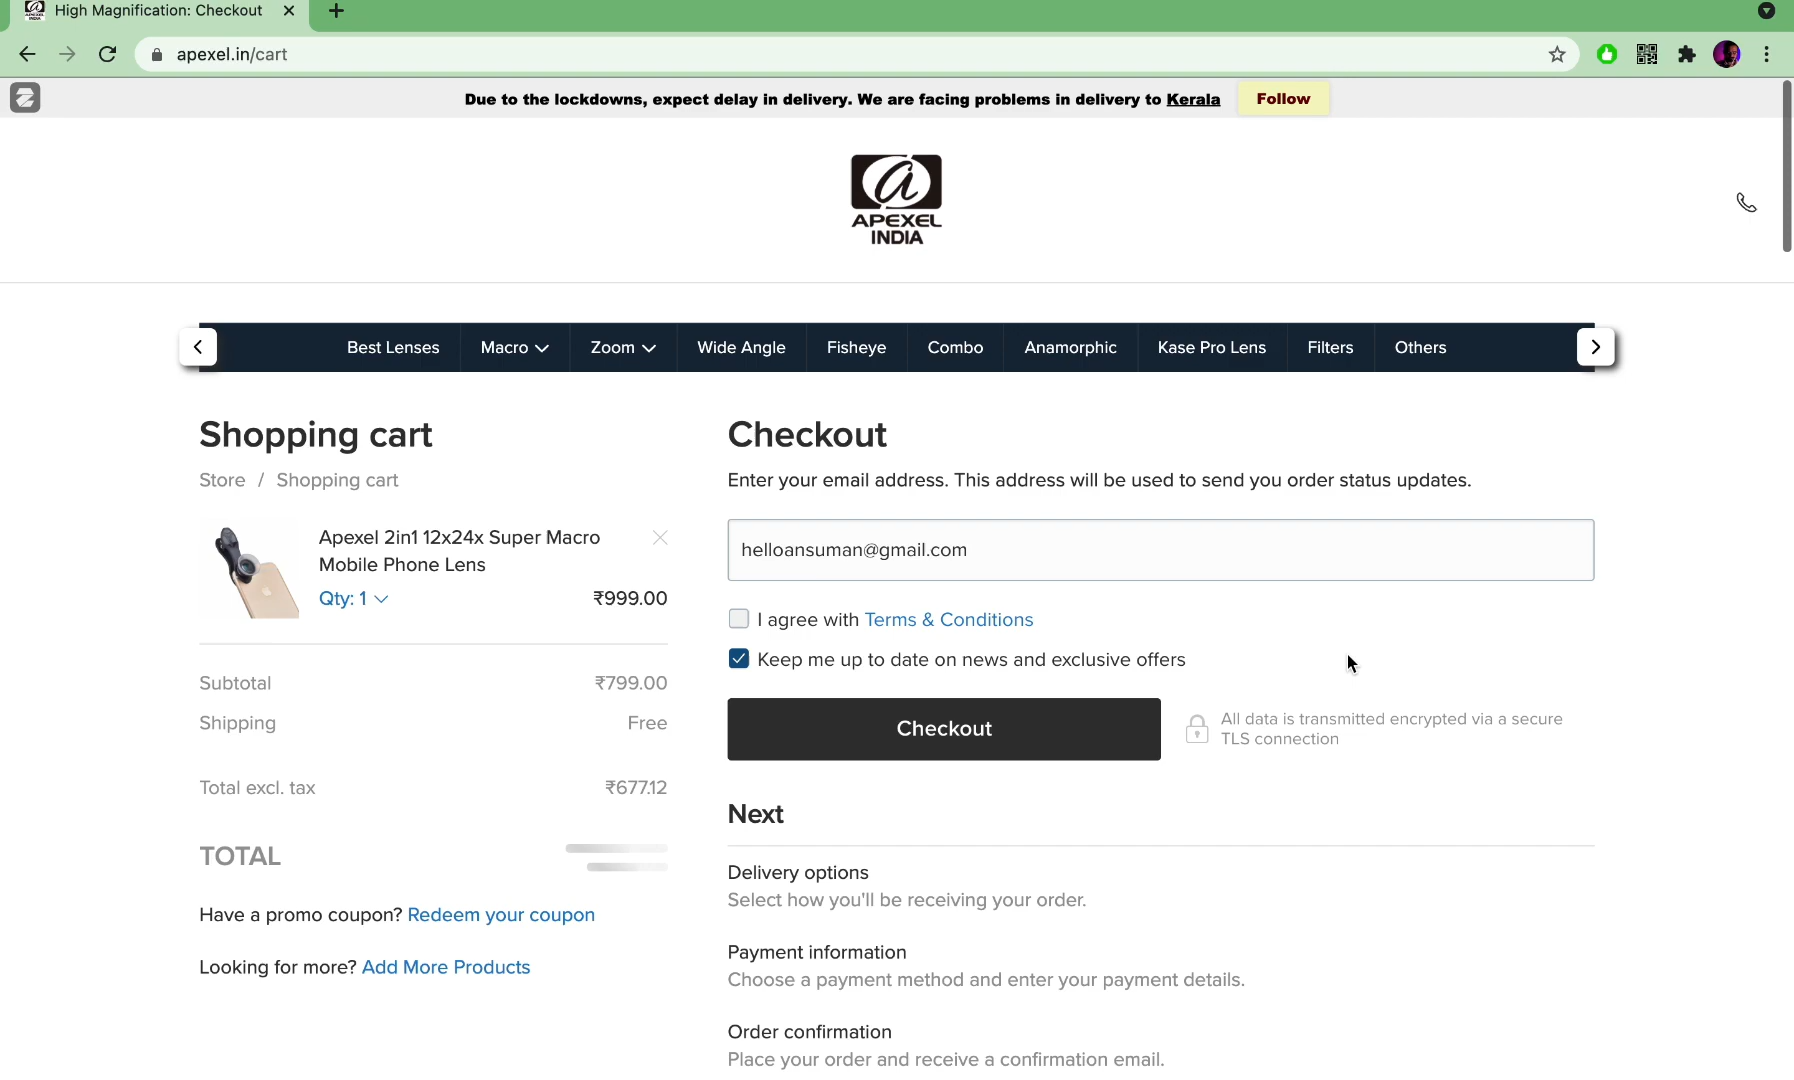 High Magnification: Checkout
apexel.in/cart
Due to the lockdowns, expect delay in delivery. We are facing problems in delivery to Kerala
Follow
a
APEXEL
INDIA
Best Lenses
Macro
Zoom
Wide Angle
Fisheye
Combo
Anamorphic
Kase Pro Lens
Filters
Others
Shopping cart
Store / Shopping cart
Apexel 2in1 12x24x Super Macro
Mobile Phone Lens
Qty: 1
₹999.00
Subtotal ₹799.00
Shipping Free
Total excl. tax ₹677.12
TOTAL
Have a promo coupon? Redeem your coupon
Looking for more? Add More Products
Checkout
Enter your email address. This address will be used to send you order status updates.
helloansuman@gmail.com
I agree with Terms & Conditions
Keep me up to date on news and exclusive offers
Checkout
All data is transmitted encrypted via a secure
TLS connection
Next
Delivery options
Select how you'll be receiving your order.
Payment information
Choose a payment method and enter your payment details.
Order confirmation
Place your order and receive a confirmation email.